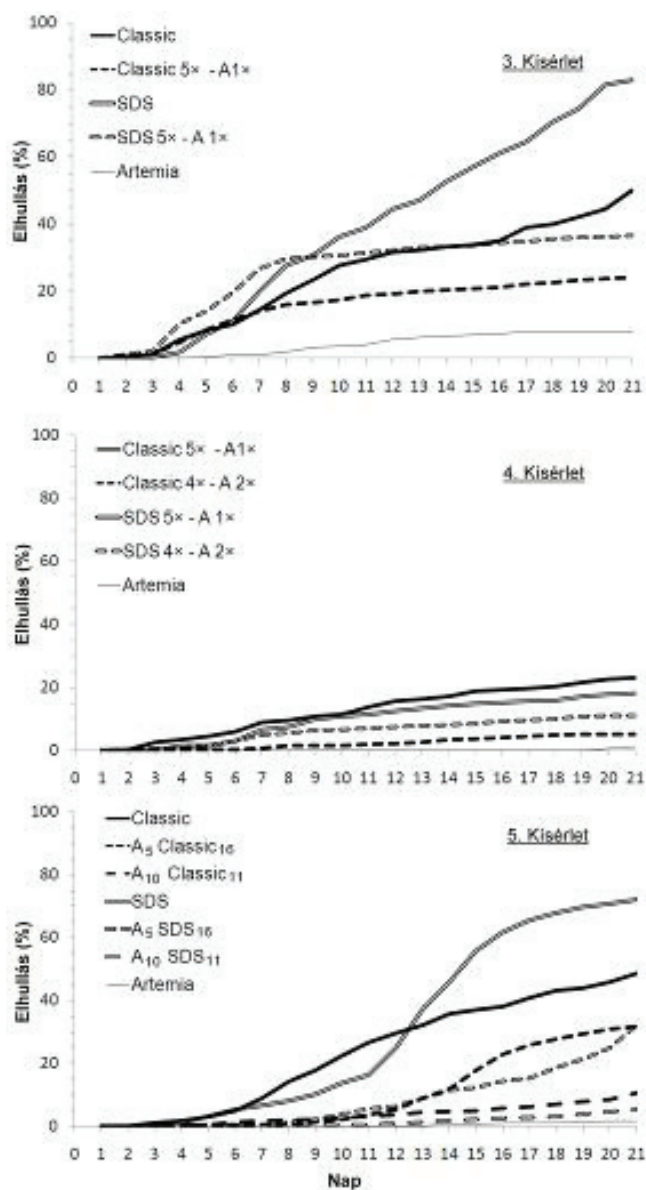 Classic
Classic 5× - A1×
SDS
SDS 5× - A 1×
Artemia
3. Kísérlet
Elhullás (%)
100
80
60
40
20
0
0 1 2 3 4 5 6 7 8 9 10 11 12 13 14 15 16 17 18 19 20 21
Classic 5× - A1×
Classic 4× - A 2×
SDS 5× - A 1×
SDS 4× - A 2×
Artemia
4. Kísérlet
Elhullás (%)
100
80
60
40
20
0
0 1 2 3 4 5 6 7 8 9 10 11 12 13 14 15 16 17 18 19 20 21
Classic
A₅ Classic₁₆
A₁₀ Classic₁₁
SDS
A₅ SDS₁₆
A₁₀ SDS₁₁
Artemia
5. Kísérlet
Elhullás (%)
100
80
60
40
20
0
0 1 2 3 4 5 6 7 8 9 10 11 12 13 14 15 16 17 18 19 20 21
Nap